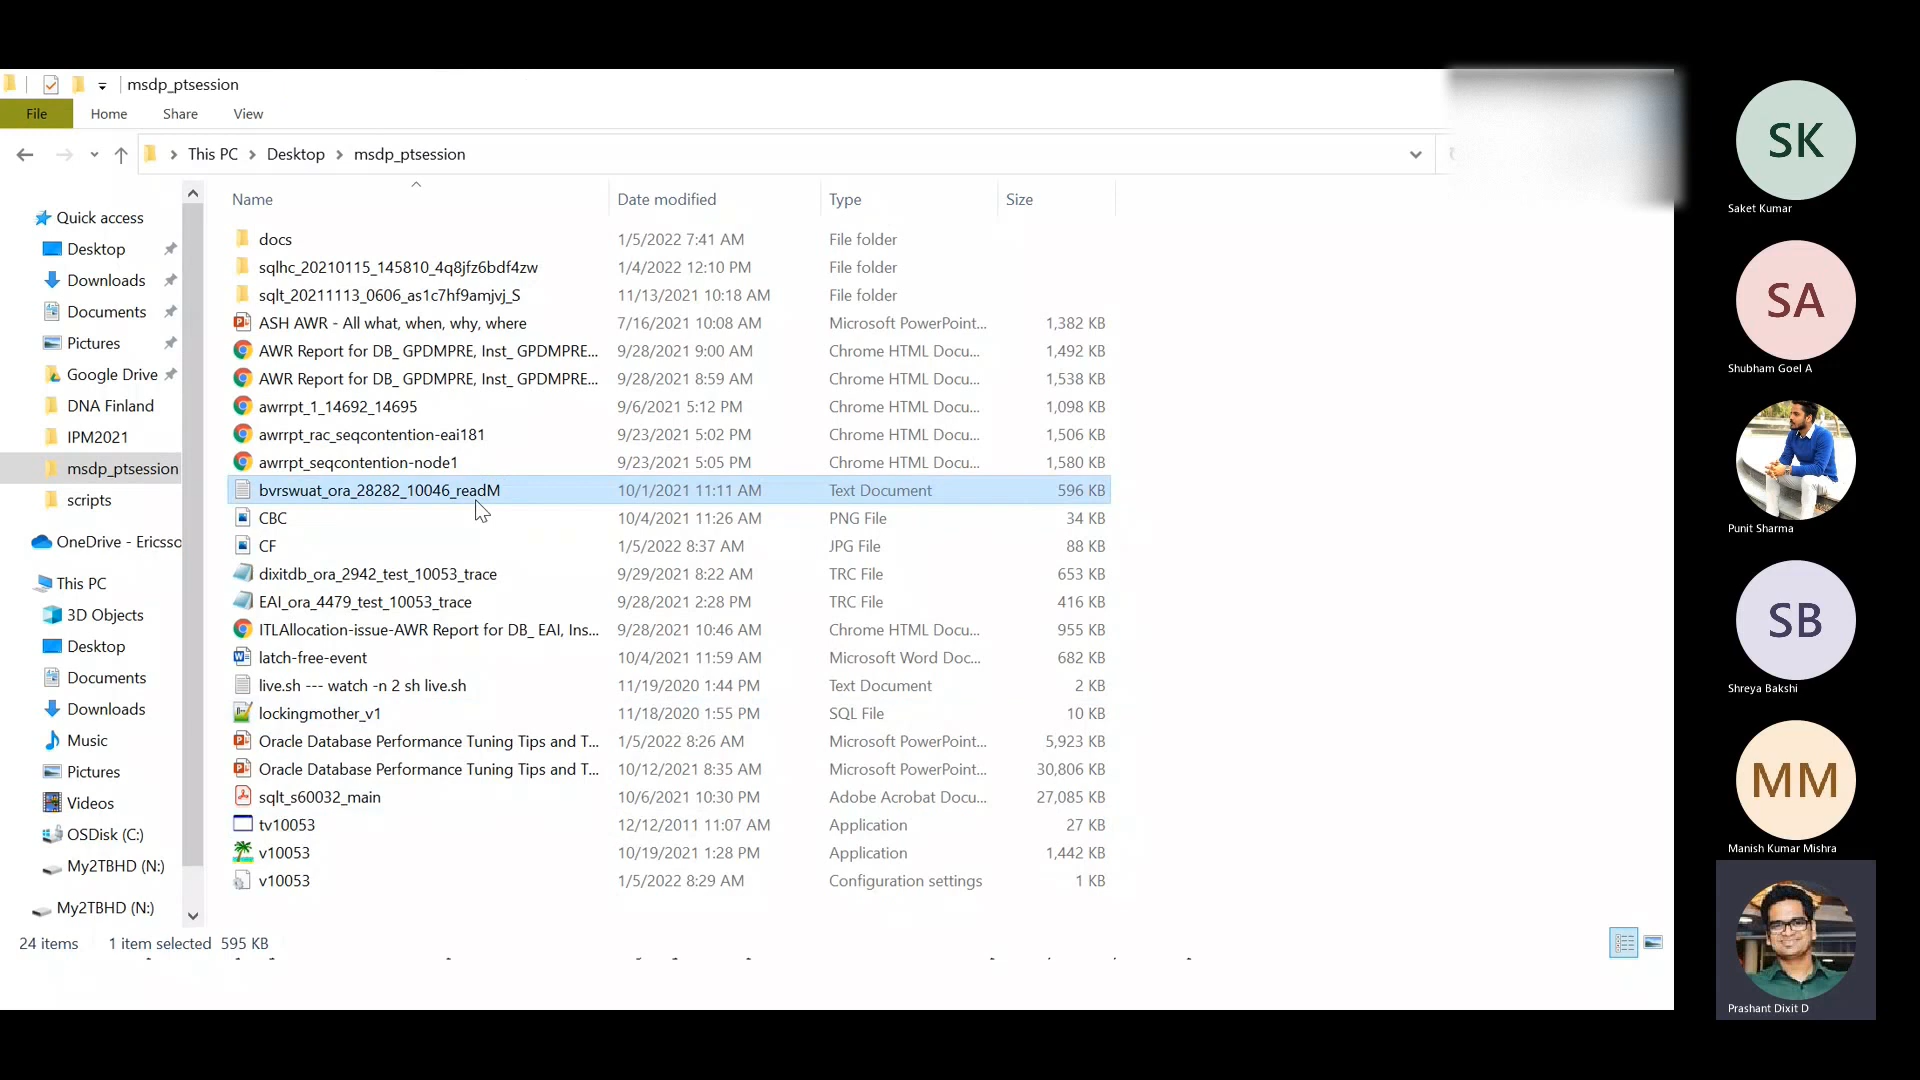 msdp_ptsession
File Home Share View
This PC Desktop msdp_ptsession
Name Date modified Type Size
Quick access
Desktop
Downloads
Documents
Pictures
Google Drive
DNA Finland
IPM2021
msdp_ptsession
scripts
OneDrive - Ericsso
This PC
3D Objects
Desktop
Documents
Downloads
Music
Pictures
Videos
OSDisk (C:)
My2TBHD (N:)
My2TBHD (N:)
docs 1/5/2022 7:41 AM File folder
sqlhc_20210115_145810_4q8jfz6bdf4zw 1/4/2022 12:10 PM File folder
sqlt_20211113_0606_as1c7hf9amjvj_S 11/13/2021 10:18 AM File folder
ASH AWR - All what, when, why, where 7/16/2021 10:08 AM Microsoft PowerPoint... 1,382 KB
AWR Report for DB_ GPDMPRE, Inst_ GPDMPRE... 9/28/2021 9:00 AM Chrome HTML Docu... 1,492 KB
AWR Report for DB_ GPDMPRE, Inst_ GPDMPRE... 9/28/2021 8:59 AM Chrome HTML Docu... 1,538 KB
awrrpt_1_14692_14695 9/6/2021 5:12 PM Chrome HTML Docu... 1,098 KB
awrrpt_rac_seqcontention-eai181 9/23/2021 5:02 PM Chrome HTML Docu... 1,506 KB
awrrpt_seqcontention-node1 9/23/2021 5:05 PM Chrome HTML Docu... 1,580 KB
bvrswuat_ora_28282_10046_readM 10/1/2021 11:11 AM Text Document 596 KB
CBC 10/4/2021 11:26 AM PNG File 34 KB
CF 1/5/2022 8:37 AM JPG File 88 KB
dixitdb_ora_2942_test_10053_trace 9/29/2021 8:22 AM TRC File 653 KB
EAI_ora_4479_test_10053_trace 9/28/2021 2:28 PM TRC File 416 KB
ITLAllocation-issue-AWR Report for DB_ EAI, Ins... 9/28/2021 10:46 AM Chrome HTML Docu... 955 KB
latch-free-event 10/4/2021 11:59 AM Microsoft Word Doc... 682 KB
live.sh --- watch -n 2 sh live.sh 11/19/2020 1:44 PM Text Document 2 KB
lockingmother_v1 11/18/2020 1:55 PM SQL File 10 KB
Oracle Database Performance Tuning Tips and T... 1/5/2022 8:26 AM Microsoft PowerPoint... 5,923 KB
Oracle Database Performance Tuning Tips and T... 10/12/2021 8:35 AM Microsoft PowerPoint... 30,806 KB
sqlt_s60032_main 10/6/2021 10:30 PM Adobe Acrobat Docu... 27,085 KB
tv10053 12/12/2011 11:07 AM Application 27 KB
v10053 10/19/2021 1:28 PM Application 1,442 KB
v10053 1/5/2022 8:29 AM Configuration settings 1 KB
24 items 1 item selected 595 KB
SK
Saket Kumar
SA
Shubham Goel A
Punit Sharma
SB
Shreya Bakshi
MM
Manish Kumar Mishra
Prashant Dixit D